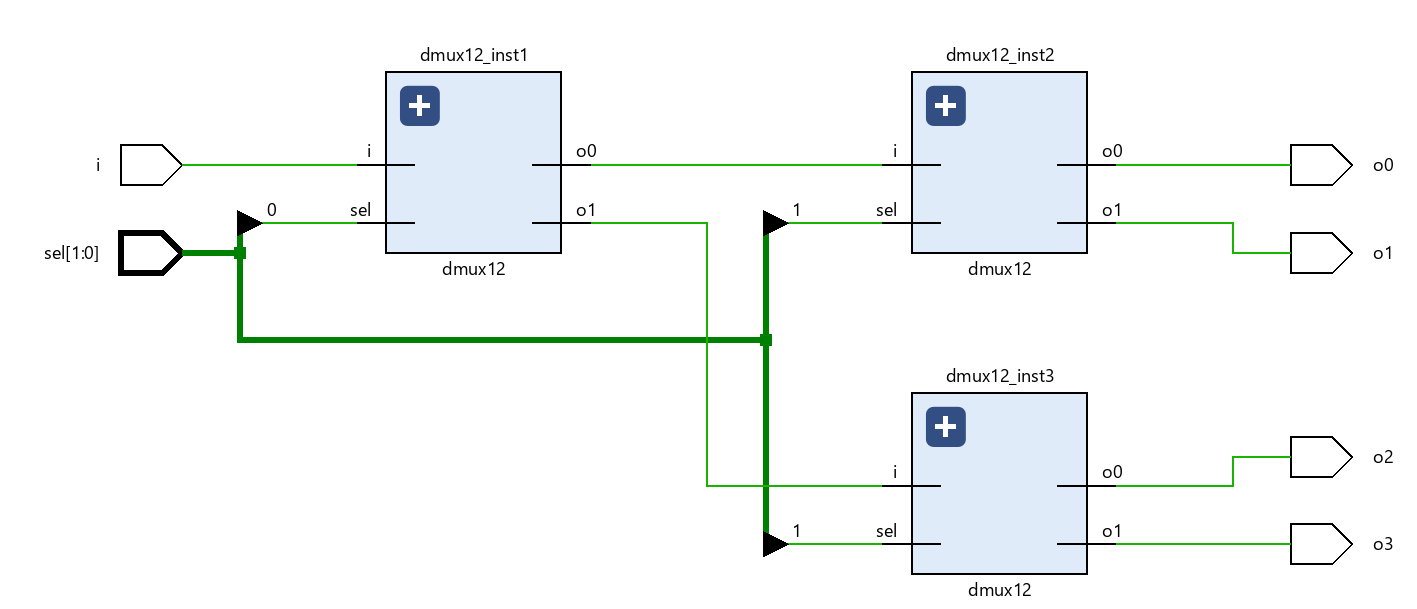 dmux12_inst1
dmux12_inst2
i
i
o0
i
o0
o0
0
sel
o1
1
sel
o1
sel[1:0]
o1
dmux12
dmux12
dmux12_inst3
i
o0
o2
1
sel
o1
o3
dmux12